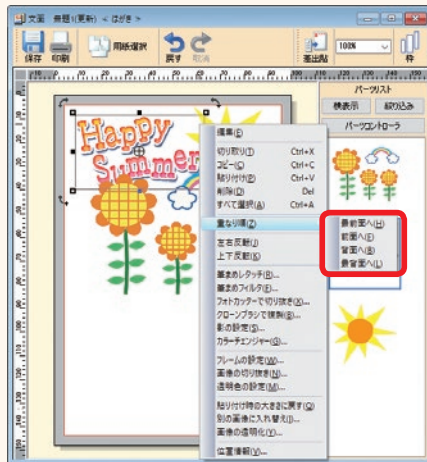 文面 無題1(更新) < はがき >
保存 印刷 用紙選択 戻す 取消 差出貼 100% 枠
パーツリスト
横表示 絞り込み
パーツコントローラ
Happy
Summer
編集(E)
切り取り(T) Ctrl+X
コピー(C) Ctrl+C
貼り付け(P) Ctrl+V
削除(D) Del
すべて選択(A) Ctrl+A
重なり順(Z)
最前面へ(H)
前面へ(F)
背面へ(B)
最背面へ(L)
左右反転(J)
上下反転(K)
筆まめレタッチ(R)...
筆まめフィルタ(F)...
フォトカッターで切り抜き(X)...
クローンブラシで複製(B)...
影の設定(S)...
カラーチェンジャー(G)...
フレームの設定(W)...
画像の切り抜き(N)...
透明色の設定(M)...
貼り付け時の大きさに戻す(Q)
別の画像に入れ替え(I)...
画像の透明化(Y)...
位置情報(V)...